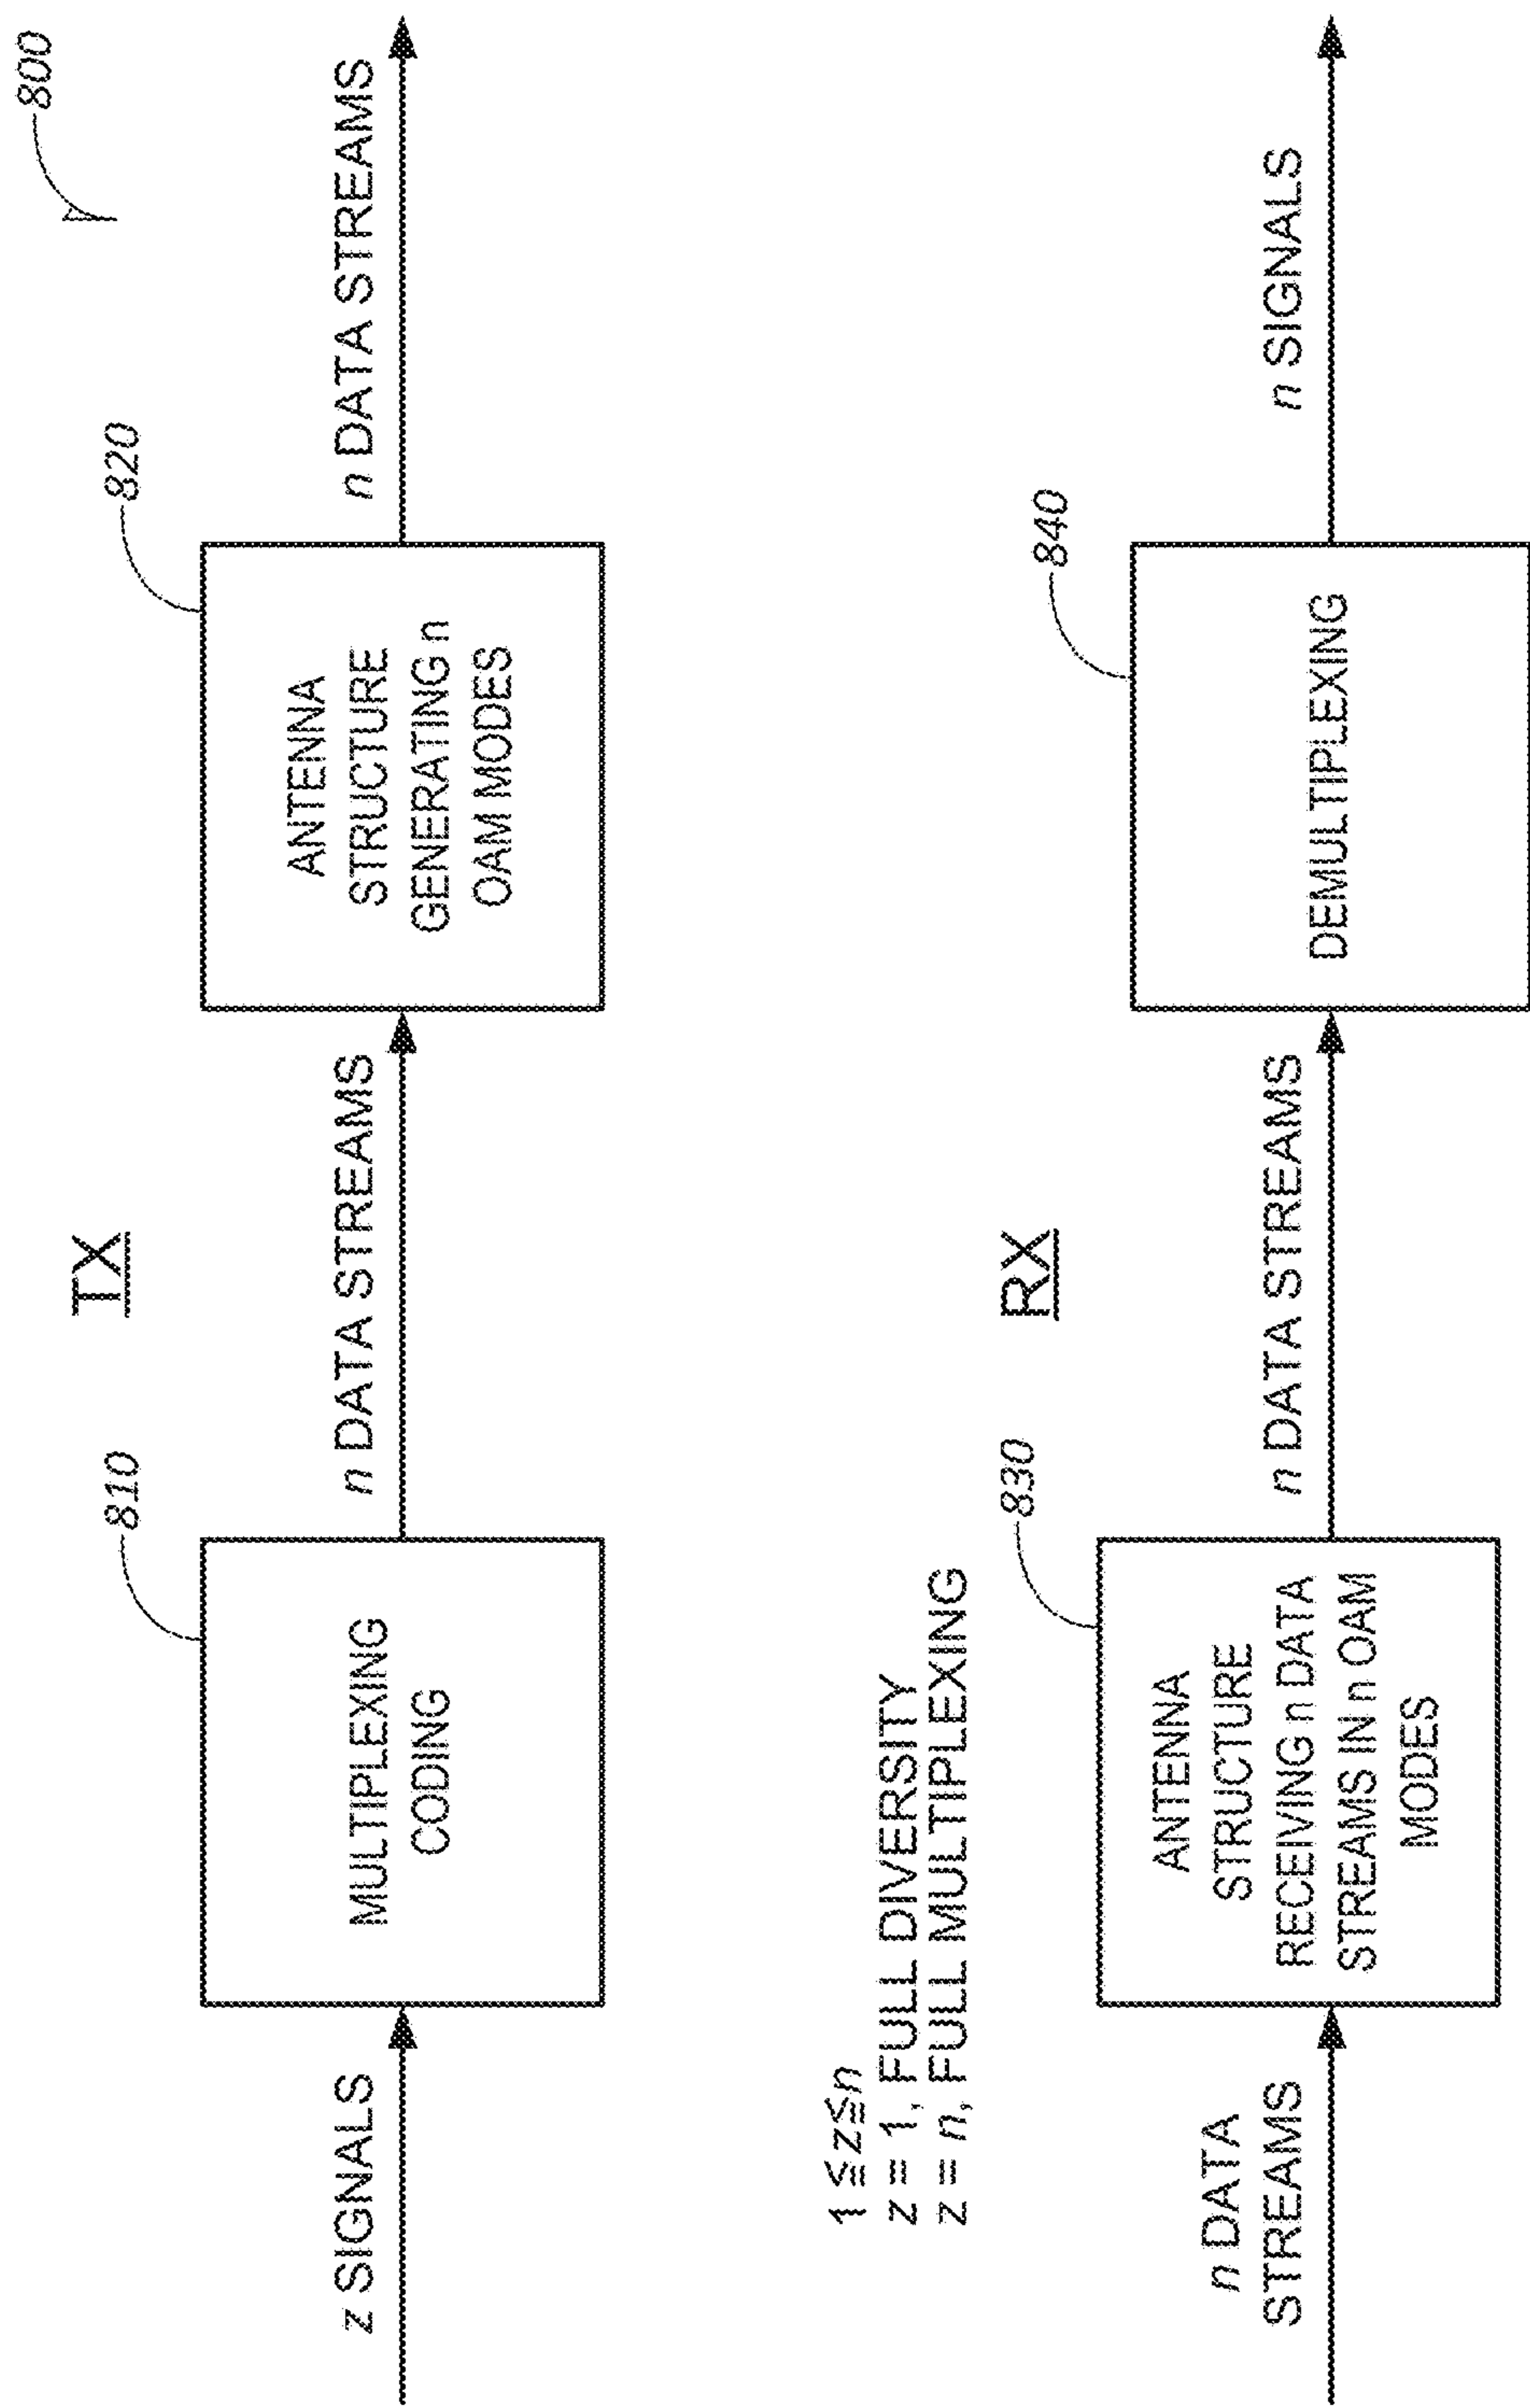 800
TX
z SIGNALS
810
MULTIPLEXING
CODING
n DATA STREAMS
820
ANTENNA
STRUCTURE
GENERATING n
OAM MODES
n DATA STREAMS
1 ≦ z ≦ n
z = 1, FULL DIVERSITY
z = n, FULL MULTIPLEXING
RX
n DATA
STREAMS
830
ANTENNA
STRUCTURE
RECEIVING n DATA
STREAMS IN n OAM
MODES
n DATA STREAMS
840
DEMULTIPLEXING
n SIGNALS